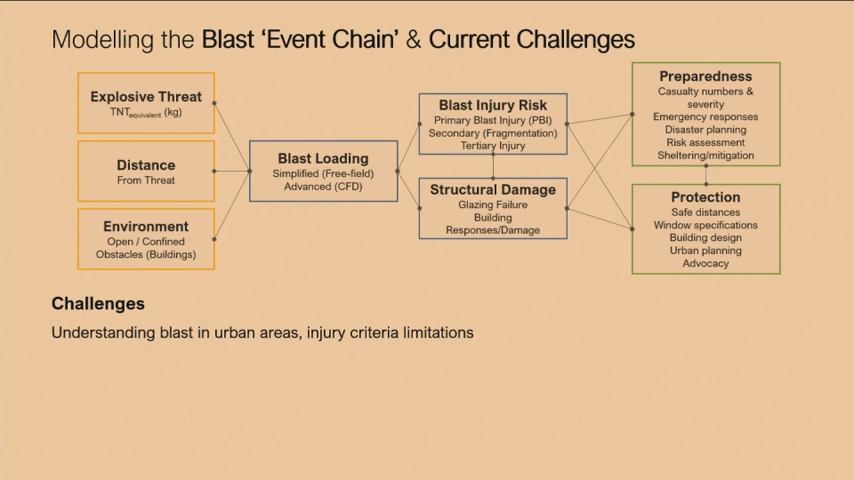 Modelling the Blast ‘Event Chain’ & Current Challenges
Explosive Threat
TNTequivalent (kg)
Distance
From Threat
Environment
Open / Confined
Obstacles (Buildings)
Blast Loading
Simplified (Free-field)
Advanced (CFD)
Blast Injury Risk
Primary Blast Injury (PBI)
Secondary (Fragmentation)
Tertiary Injury
Structural Damage
Glazing Failure
Building
Responses/Damage
Preparedness
Casualty numbers &
severity
Emergency responses
Disaster planning
Risk assessment
Sheltering/mitigation
Protection
Safe distances
Window specifications
Building design
Urban planning
Advocacy
Challenges
Understanding blast in urban areas, injury criteria limitations